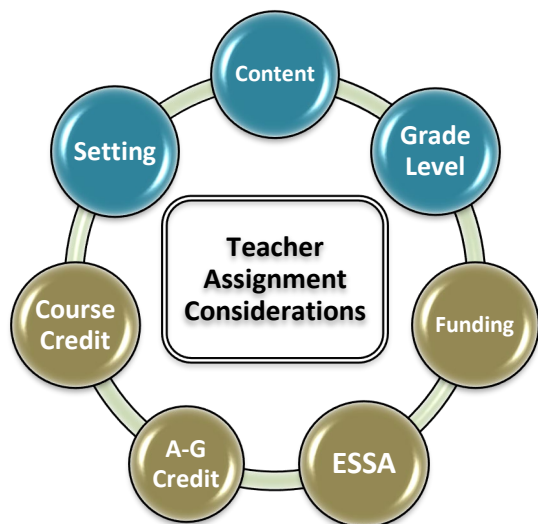 Content
Grade
Level
Funding
ESSA
A-G
Credit
Course
Credit
Setting
Teacher
Assignment
Considerations